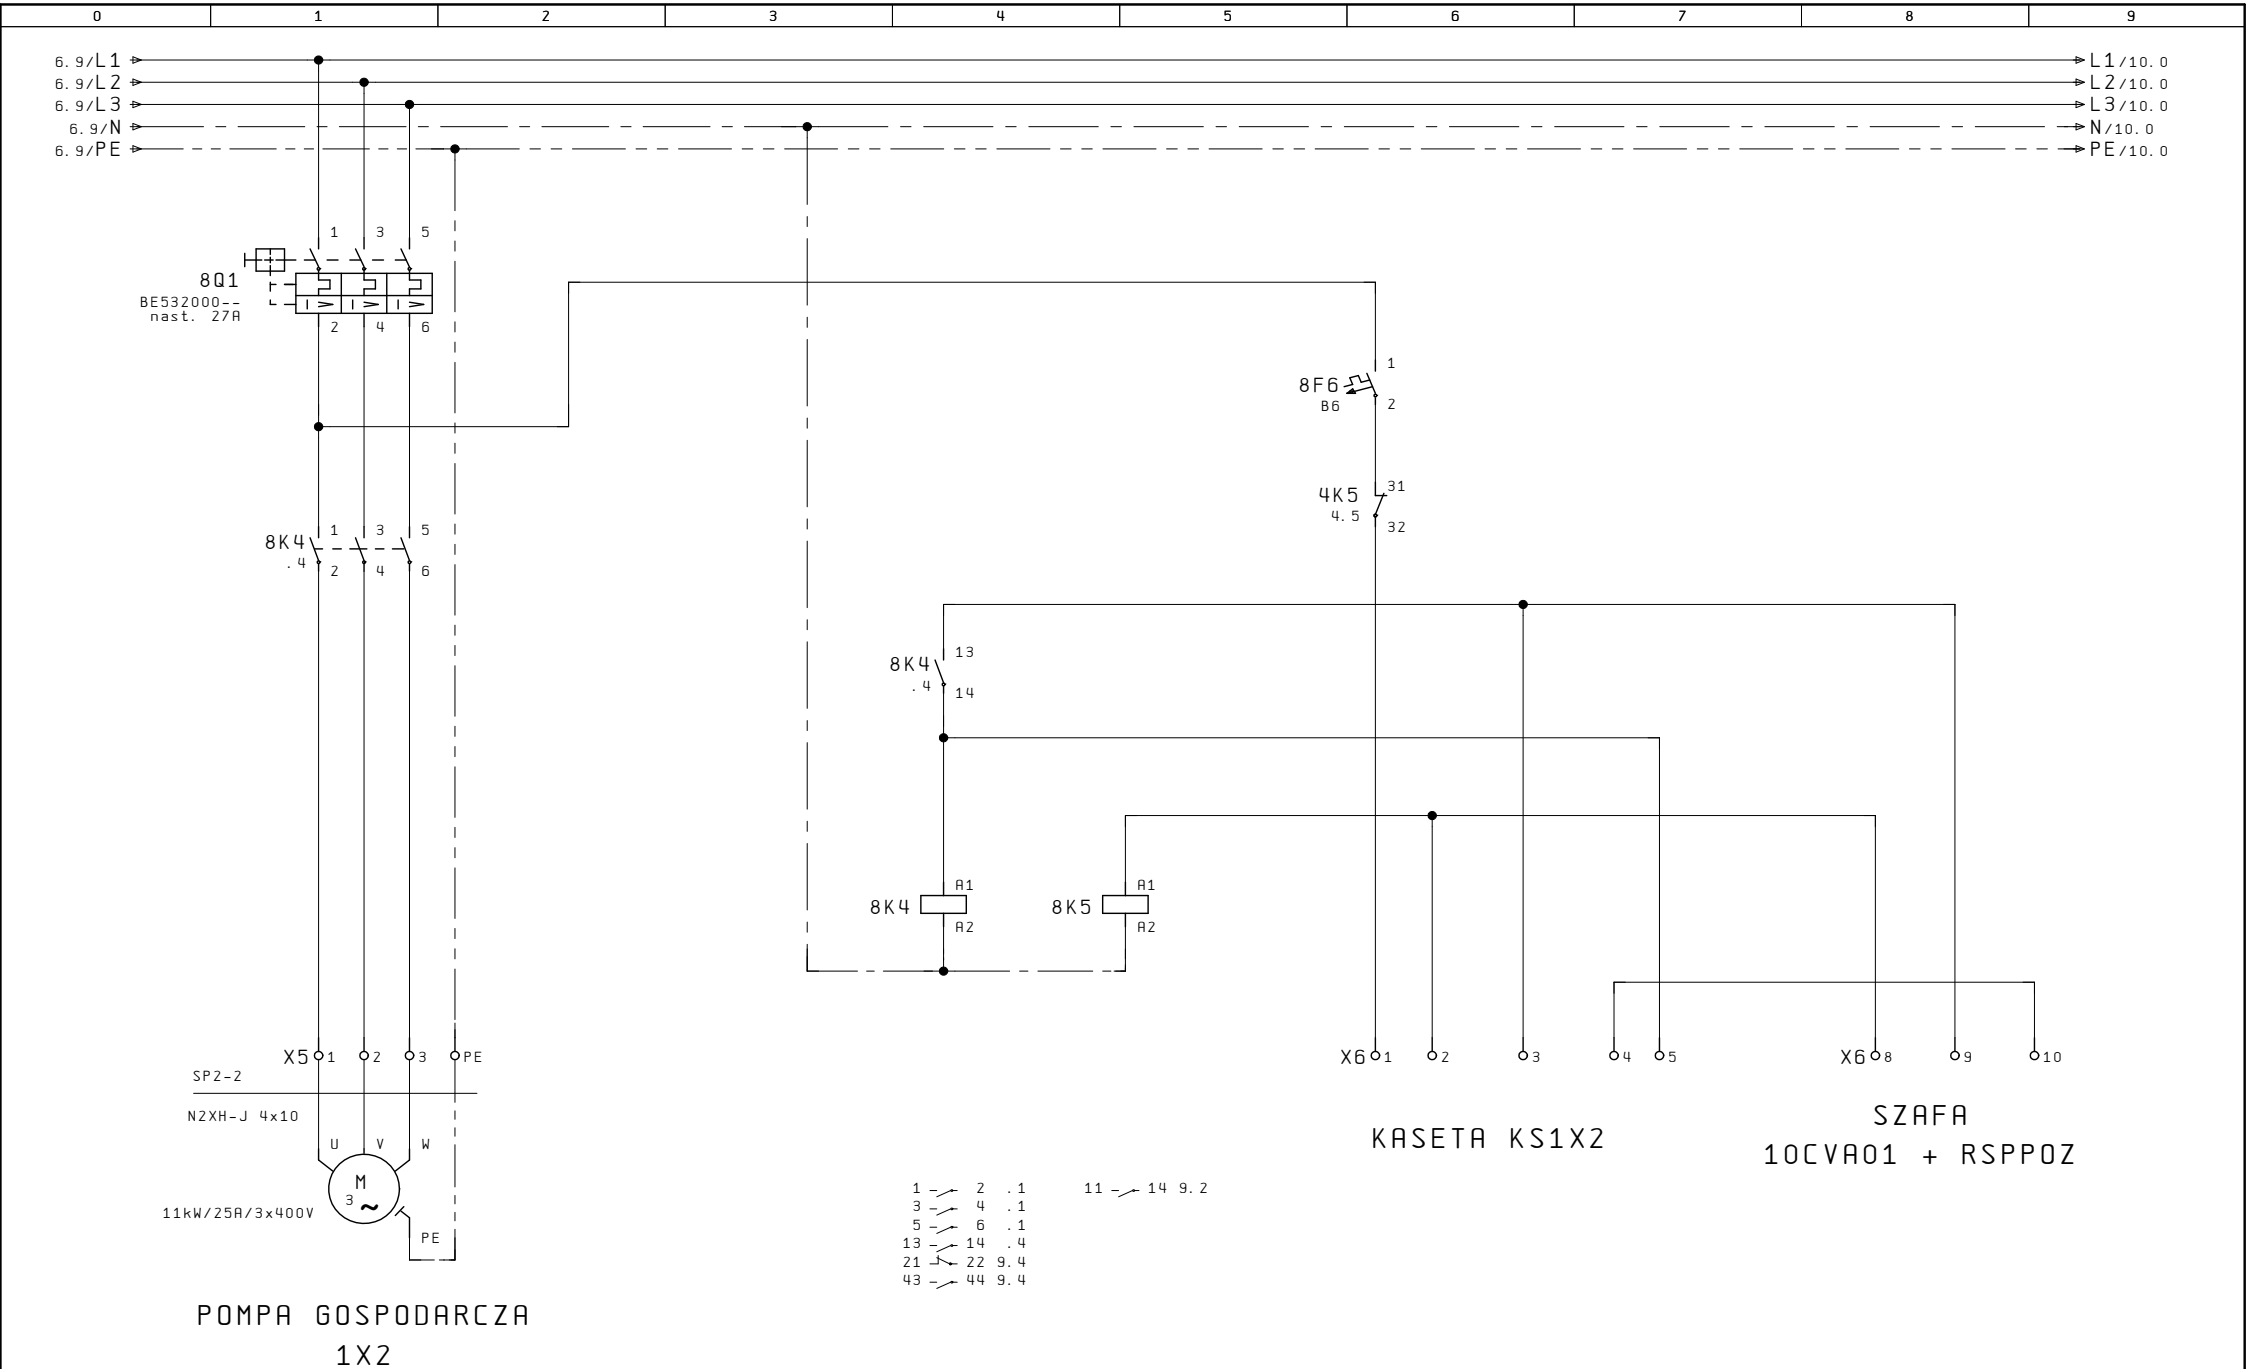 0 1 2 3 4 5 6 7 8 9
6.9/L1 L1/10.0
6.9/L2 L2/10.0
6.9/L3 L3/10.0
6.9/N N/10.0
6.9/PE PE/10.0
1 3 5
8Q1
BE532000--
nast. 27A
I > I > I >
2 4 6
1
8F6
B6
2
31
4K5
4.5
32
1 3 5
8K4
.4
2 4 6
13
8K4
.4
14
A1 A1
8K4 8K5
A2 A2
X5 1 2 3 PE
X6 1 2 3 4 5 X6 8 9 10
SP2-2
N2XH-J 4x10
U V W
M
3 ~
11kW/25A/3x400V
PE
KASETA KS1X2
SZAFA
10CVA01 + RSPPOZ
1 2 .1 11 14 9.2
3 4 .1
5 6 .1
13 14 .4
21 22 9.4
43 44 9.4
POMPA GOSPODARCZA
1X2